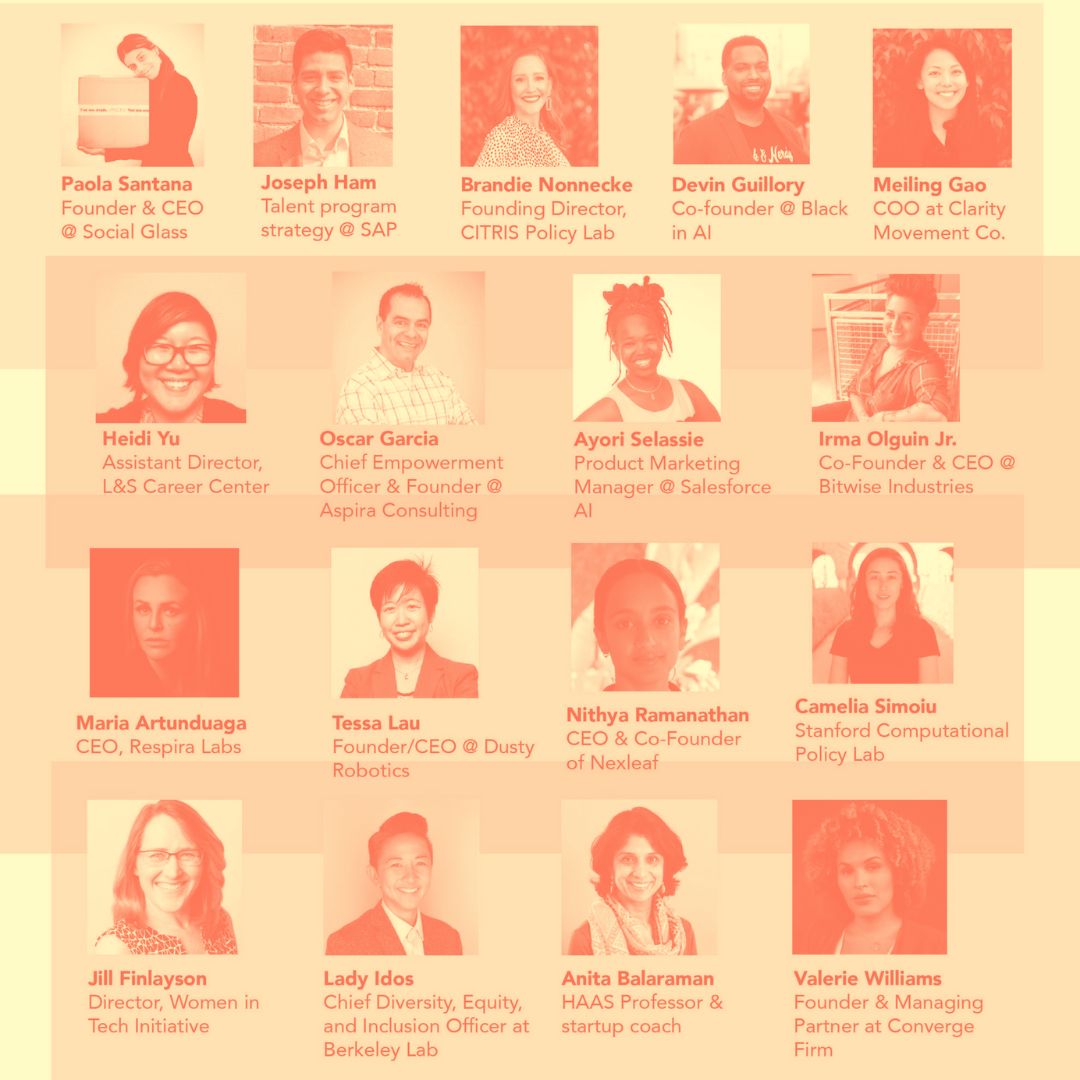 Paola Santana
Founder & CEO
@ Social Glass
Joseph Ham
Talent program
strategy @ SAP
Brandie Nonnecke
Founding Director,
CITRIS Policy Lab
Devin Guillory
Co-founder @ Black
in AI
Meiling Gao
COO at Clarity
Movement Co.
Heidi Yu
Assistant Director,
L&S Career Center
Oscar Garcia
Chief Empowerment
Officer & Founder @
Aspira Consulting
Ayori Selassie
Product Marketing
Manager @ Salesforce
AI
Irma Olguin Jr.
Co-Founder & CEO @
Bitwise Industries
Maria Artunduaga
CEO, Respira Labs
Tessa Lau
Founder/CEO @ Dusty
Robotics
Nithya Ramanathan
CEO & Co-Founder
of Nexleaf
Camelia Simoiu
Stanford Computational
Policy Lab
Jill Finlayson
Director, Women in
Tech Initiative
Lady Idos
Chief Diversity, Equity,
and Inclusion Officer at
Berkeley Lab
Anita Balaraman
HAAS Professor &
startup coach
Valerie Williams
Founder & Managing
Partner at Converge
Firm